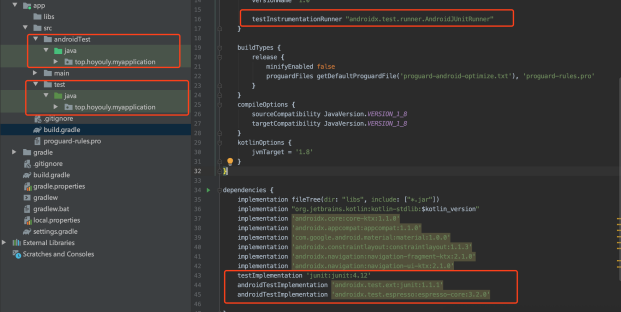 app
libs
src
androidTest
java
top.hoyouly.myapplication
main
test
java
top.hoyouly.myapplication
.gitignore
build.gradle
proguard-rules.pro
gradle
.gitignore
build.gradle
gradle.properties
gradlew
gradlew.bat
local.properties
settings.gradle
External Libraries
Scratches and Consoles
15
16 testInstrumentationRunner "androidx.test.runner.AndroidJUnitRunner"
17 }
18
19 buildTypes {
20 release {
21 minifyEnabled false
22 proguardFiles getDefaultProguardFile('proguard-android-optimize.txt'), 'proguard-rules.pro'
23 }
24 }
25 compileOptions {
26 sourceCompatibility JavaVersion.VERSION_1_8
27 targetCompatibility JavaVersion.VERSION_1_8
28 }
29 kotlinOptions {
30 jvmTarget = '1.8'
31 }
32 }
33
34 dependencies {
35 implementation fileTree(dir: "libs", include: ["*.jar"])
36 implementation "org.jetbrains.kotlin:kotlin-stdlib:$kotlin_version"
37 implementation 'androidx.core:core-ktx:1.1.0'
38 implementation 'androidx.appcompat:appcompat:1.1.0'
39 implementation 'com.google.android.material:material:1.0.0'
40 implementation 'androidx.constraintlayout:constraintlayout:1.1.3'
41 implementation 'androidx.navigation:navigation-fragment-ktx:2.1.0'
42 implementation 'androidx.navigation:navigation-ui-ktx:2.1.0'
43 testImplementation 'junit:junit:4.12'
44 androidTestImplementation 'androidx.test.ext:junit:1.1.1'
45 androidTestImplementation 'androidx.test.espresso:espresso-core:3.2.0'
46